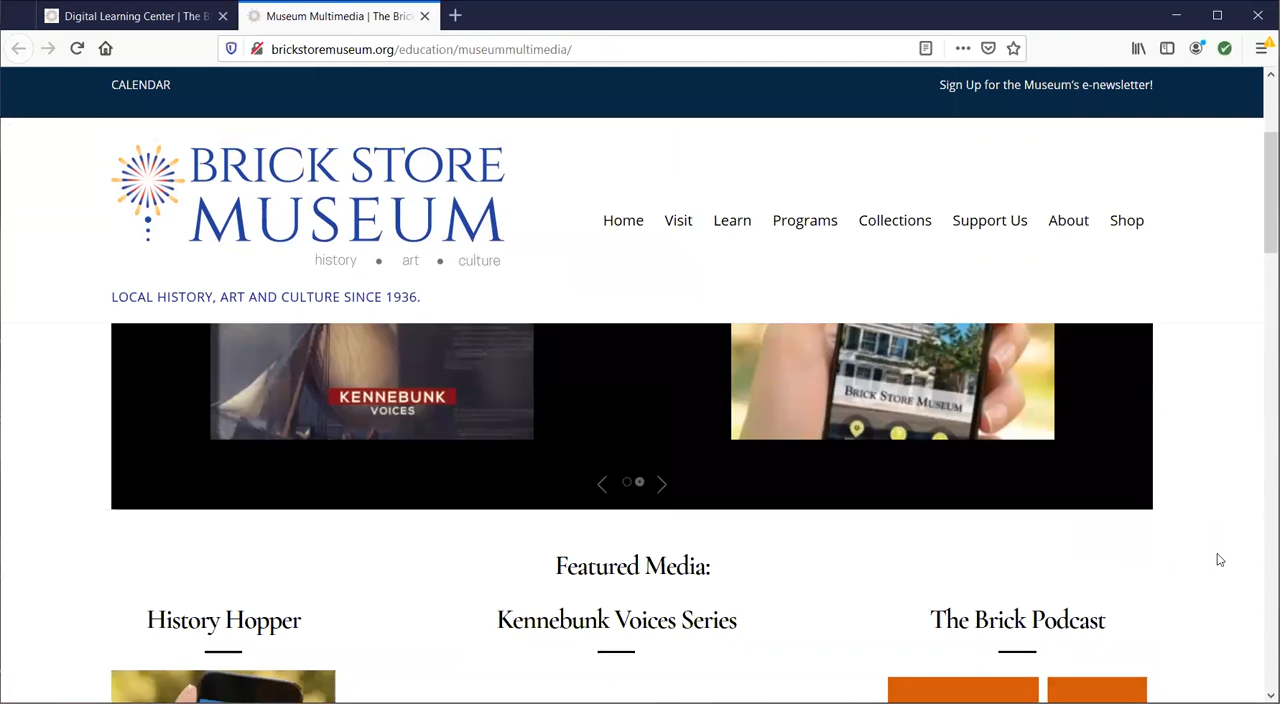 Digital Learning Center | The B
Museum Multimedia | The Bric
brickstoremuseum.org/education/museummultimedia/
CALENDAR
Sign Up for the Museum's e-newsletter!
BRICK STORE
MUSEUM
history • art • culture
Home Visit Learn Programs Collections Support Us About Shop
LOCAL HISTORY, ART AND CULTURE SINCE 1936.
KENNEBUNK
VOICES
BRICK STORE MUSEUM
Featured Media:
History Hopper
Kennebunk Voices Series
The Brick Podcast